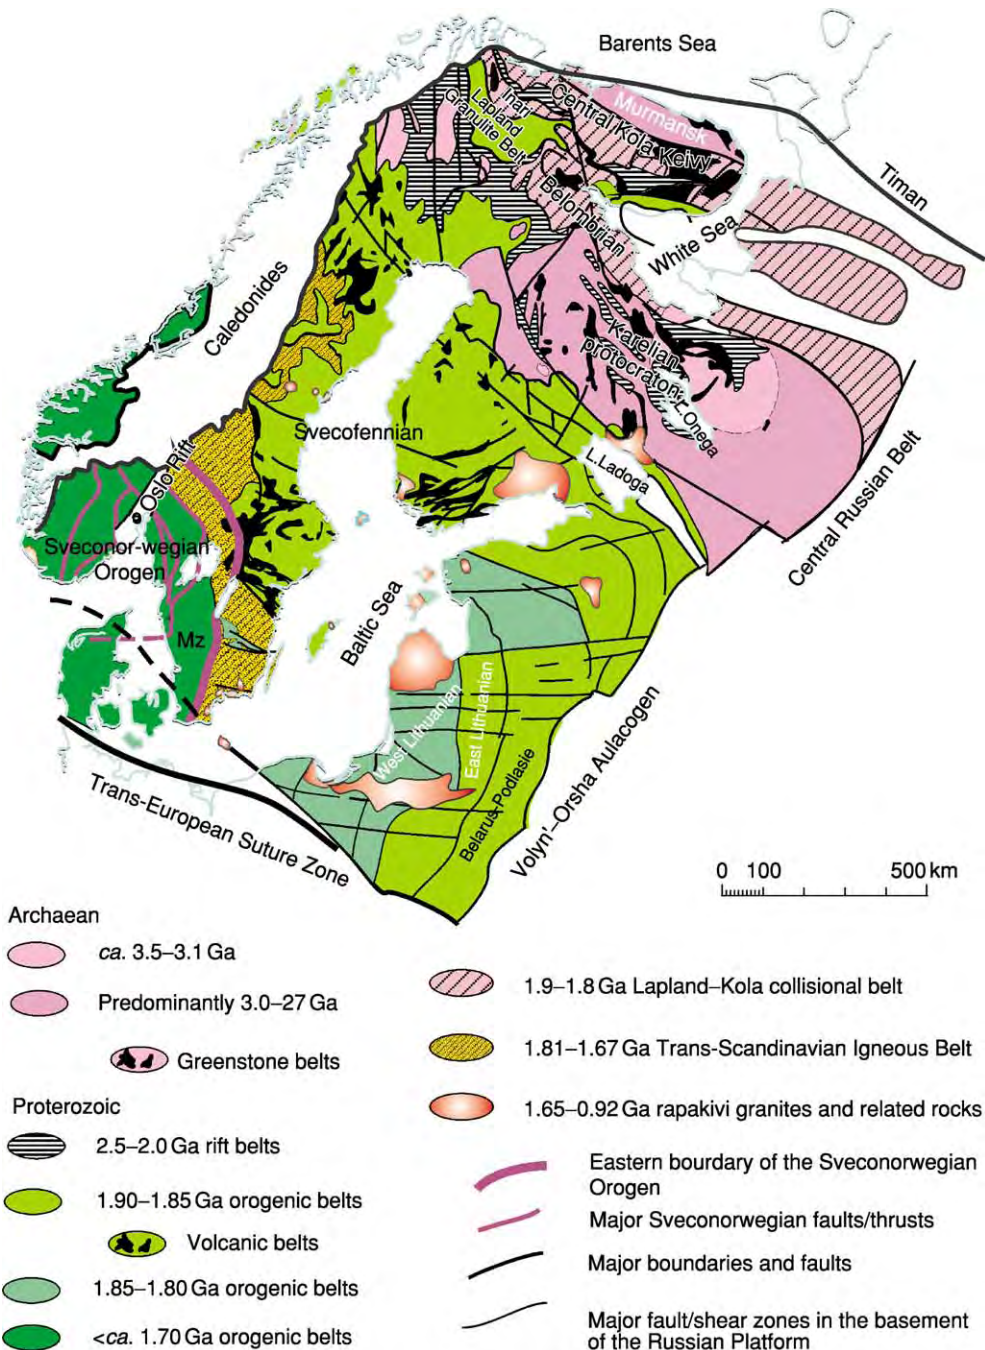 Barents Sea
Murmansk
Central Kola
Keivy
Inari
Lapland
Granulite Belt
Timan
Belombrian
White Sea
Caledonides
Karelian
protocraton
L.Onega
Svecofennian
L.Ladoga
Oslo Rift
Central Russian Belt
Sveconor-wegian
Orogen
Baltic Sea
Mz
West Lithuanian
East Lithuanian
Belarus-Podlasie
Volyn'–Orsha Aulacogen
Trans-European Suture Zone
0 100 500 km
Archaean
ca. 3.5–3.1 Ga
Predominantly 3.0–27 Ga
Greenstone belts
Proterozoic
2.5–2.0 Ga rift belts
1.90–1.85 Ga orogenic belts
Volcanic belts
1.85–1.80 Ga orogenic belts
<ca. 1.70 Ga orogenic belts
1.9–1.8 Ga Lapland–Kola collisional belt
1.81–1.67 Ga Trans-Scandinavian Igneous Belt
1.65–0.92 Ga rapakivi granites and related rocks
Eastern bourdary of the Sveconorwegian
Orogen
Major Sveconorwegian faults/thrusts
Major boundaries and faults
Major fault/shear zones in the basement
of the Russian Platform